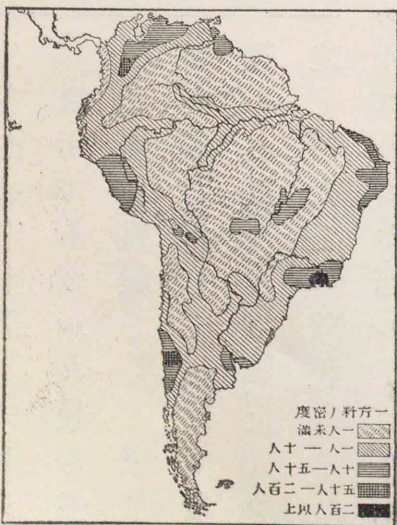 一方粁ノ密度
一人未満
一人—十人
十人—五十人
五十人—二百人
二百人以上